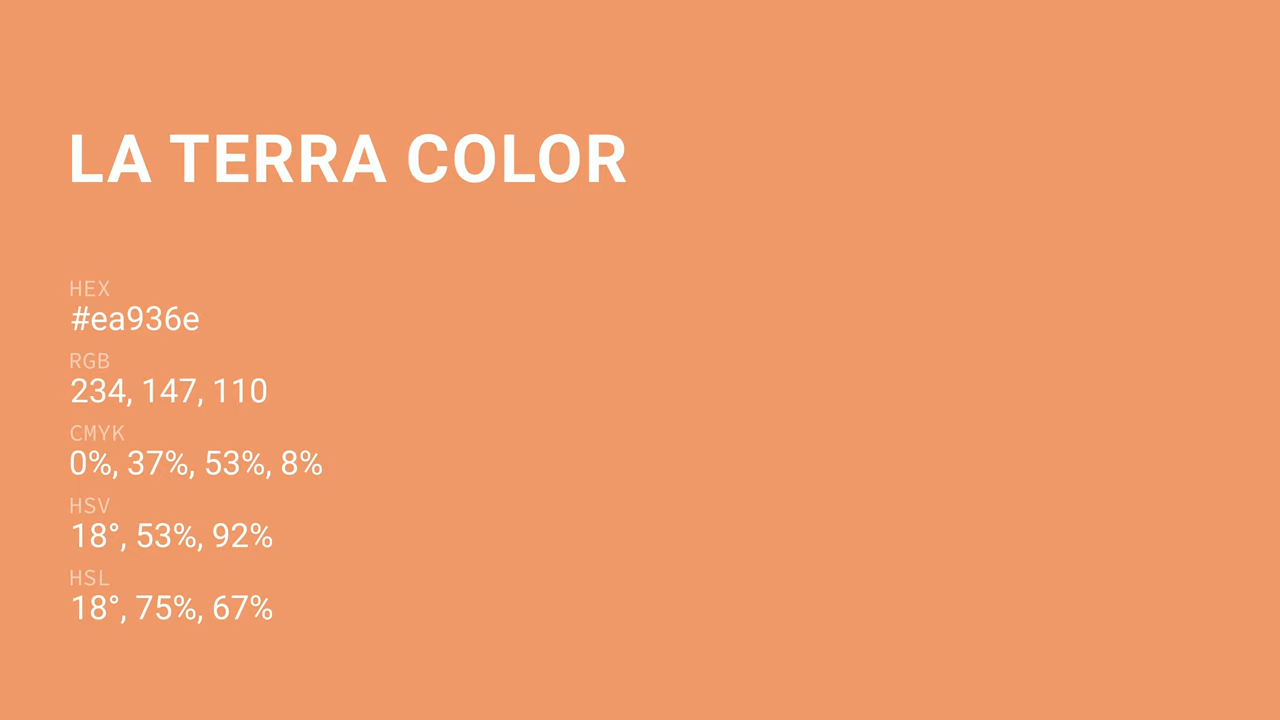 LA TERRA COLOR
HEX
#ea936e
RGB
234, 147, 110
CMYK
0%, 37%, 53%, 8%
HSV
18°, 53%, 92%
HSL
18°, 75%, 67%